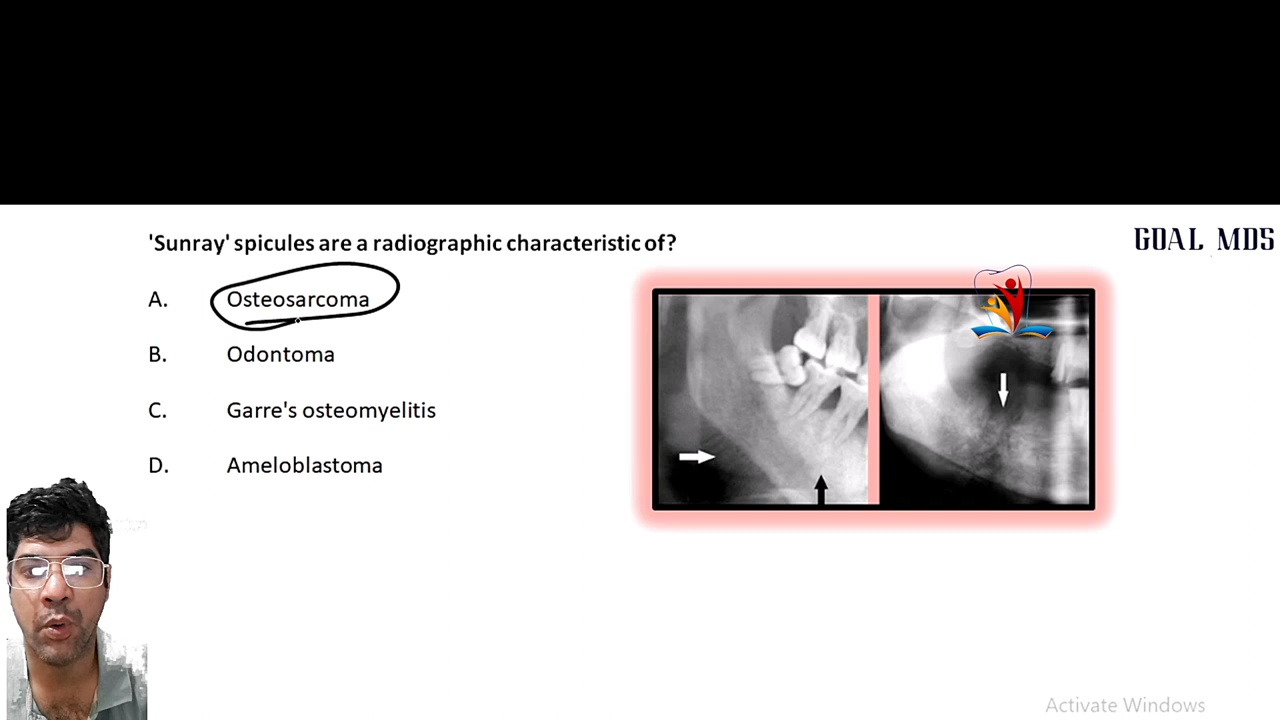 'Sunray' spicules are a radiographic characteristic of?
GOAL MDS
A. Osteosarcoma
B. Odontoma
C. Garre's osteomyelitis
D. Ameloblastoma
Activate Windows